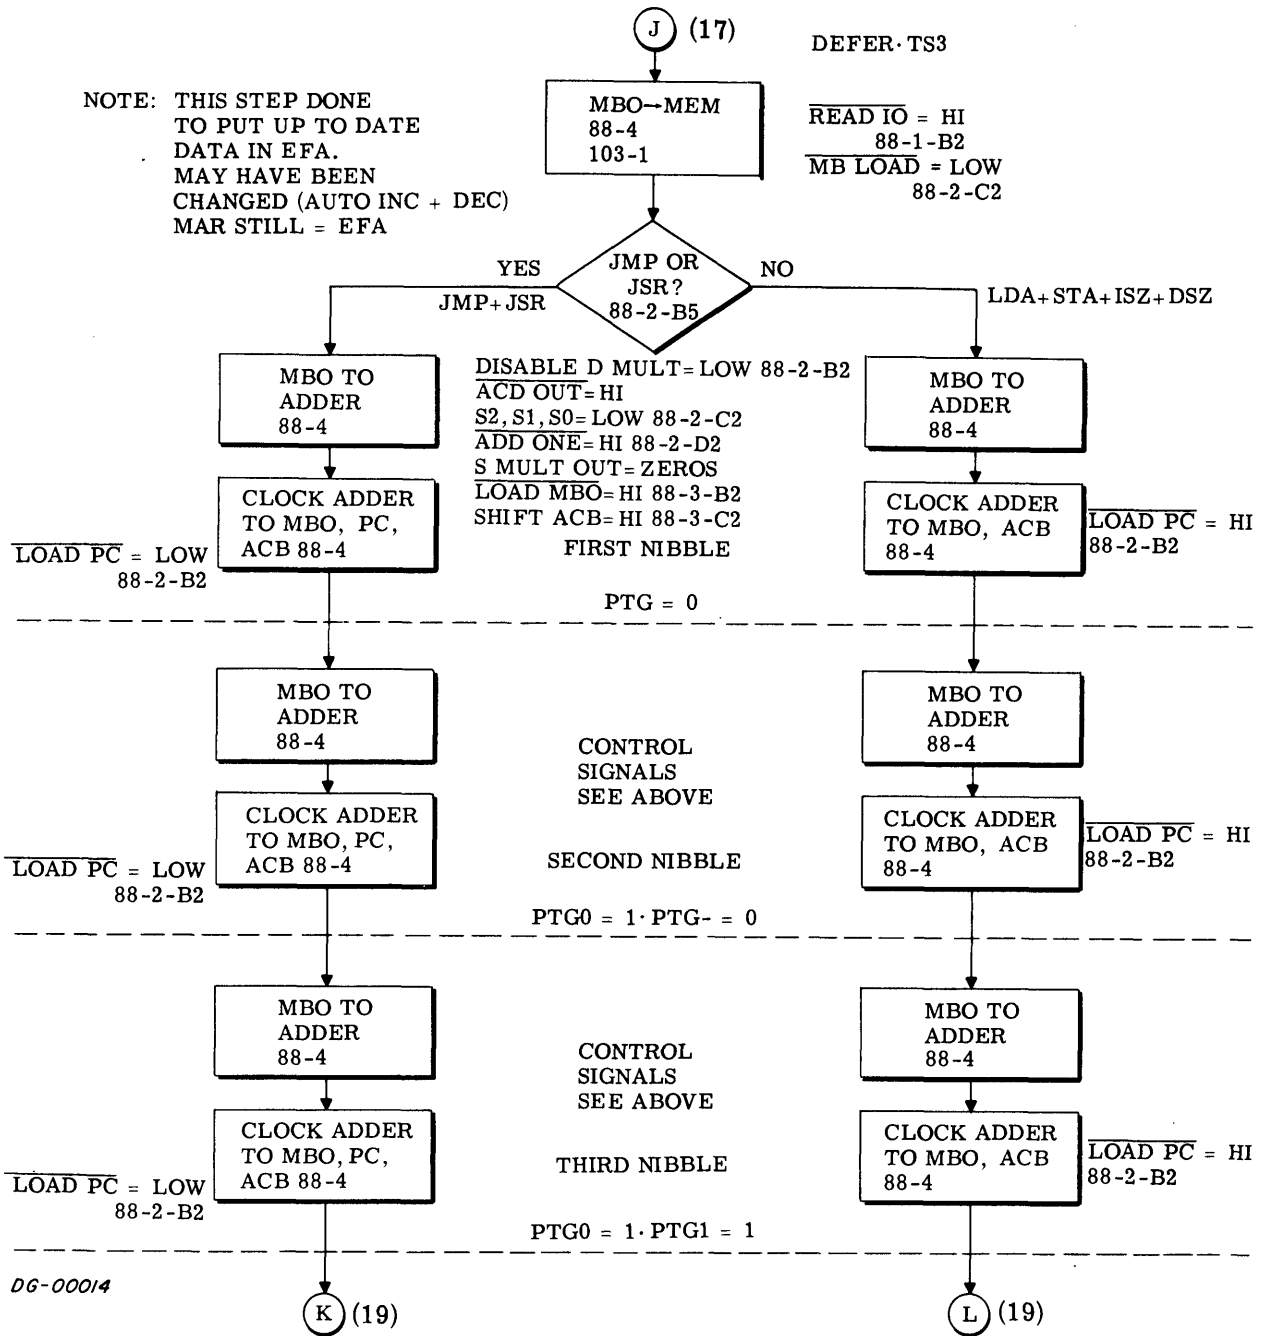 J (17)
DEFER·TS3
NOTE: THIS STEP DONE
TO PUT UP TO DATE
DATA IN EFA.
MAY HAVE BEEN
CHANGED (AUTO INC + DEC)
MAR STILL = EFA
MBO→MEM
88-4
103-1
READ IO = HI
88-1-B2
MB LOAD = LOW
88-2-C2
JMP OR
JSR?
88-2-B5
YES
JMP+JSR
NO
LDA+STA+ISZ+DSZ
MBO TO
ADDER
88-4
CLOCK ADDER
TO MBO, PC,
ACB 88-4
LOAD PC = LOW
88-2-B2
DISABLE D MULT=LOW 88-2-B2
ACD OUT=HI
S2, S1, S0=LOW 88-2-C2
ADD ONE=HI 88-2-D2
S MULT OUT=ZEROS
LOAD MBO=HI 88-3-B2
SHIFT ACB=HI 88-3-C2
FIRST NIBBLE
PTG = 0
MBO TO
ADDER
88-4
CLOCK ADDER
TO MBO, ACB
88-4
LOAD PC = HI
88-2-B2
MBO TO
ADDER
88-4
CLOCK ADDER
TO MBO, PC,
ACB 88-4
LOAD PC = LOW
88-2-B2
CONTROL
SIGNALS
SEE ABOVE
SECOND NIBBLE
PTG0 = 1·PTG- = 0
MBO TO
ADDER
88-4
CLOCK ADDER
TO MBO, ACB
88-4
LOAD PC = HI
88-2-B2
MBO TO
ADDER
88-4
CLOCK ADDER
TO MBO, PC,
ACB 88-4
LOAD PC = LOW
88-2-B2
CONTROL
SIGNALS
SEE ABOVE
THIRD NIBBLE
PTG0 = 1·PTG1 = 1
MBO TO
ADDER
88-4
CLOCK ADDER
TO MBO, ACB
88-4
LOAD PC = HI
88-2-B2
DG-00014
K (19)
L (19)